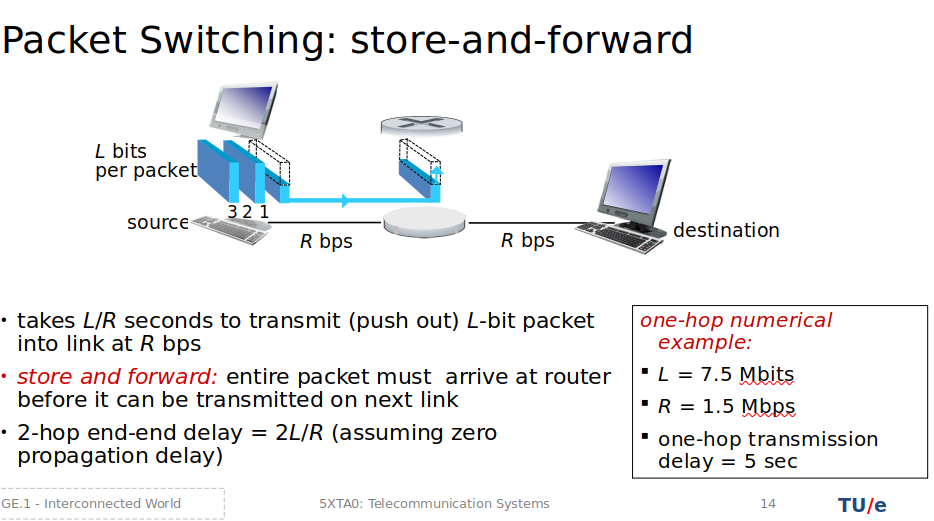 Packet Switching: store-and-forward
L bits
per packet
3 2 1
source
R bps
R bps
destination
• takes L/R seconds to transmit (push out) L-bit packet
into link at R bps
• store and forward: entire packet must  arrive at router
before it can be transmitted on next link
• 2-hop end-end delay = 2L/R (assuming zero
propagation delay)
one-hop numerical
example:
▪ L = 7.5 Mbits
▪ R = 1.5 Mbps
▪ one-hop transmission
delay = 5 sec
GE.1 - Interconnected World
5XTA0: Telecommunication Systems
14
TU/e